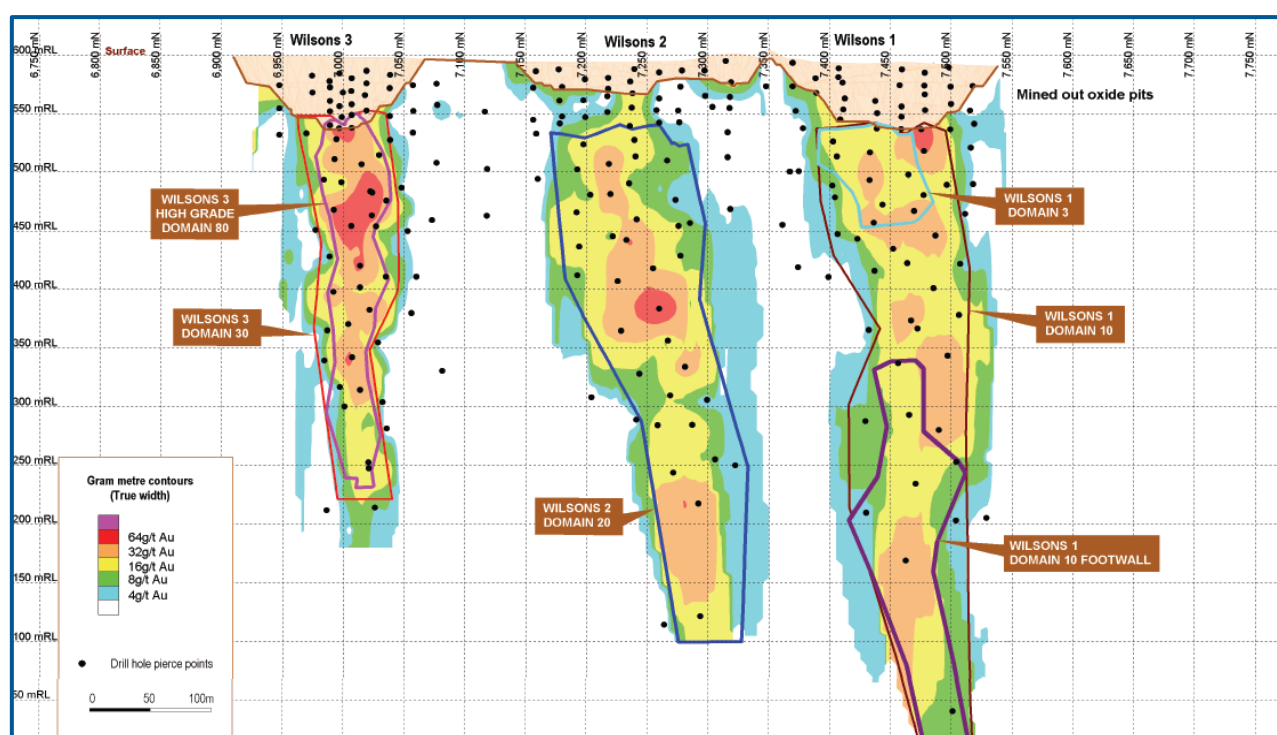 6,750 mN
6,800 mN
6,850 mN
6,900 mN
6,950 mN
7,000 mN
7,050 mN
7,100 mN
7,150 mN
7,200 mN
7,250 mN
7,300 mN
7,350 mN
7,400 mN
7,450 mN
7,500 mN
7,550 mN
7,600 mN
7,650 mN
7,700 mN
7,750 mN
Wilsons 3
Wilsons 2
Wilsons 1
600 mRL
Surface
Mined out oxide pits
550 mRL
500 mRL
WILSONS 3
HIGH GRADE
DOMAIN 80
WILSONS 1
DOMAIN 3
450 mRL
400 mRL
WILSONS 3
DOMAIN 30
WILSONS 1
DOMAIN 10
350 mRL
300 mRL
250 mRL
Gram metre contours
(True width)
64g/t Au
32g/t Au
16g/t Au
8g/t Au
4g/t Au
WILSONS 2
DOMAIN 20
200 mRL
WILSONS 1
DOMAIN 10 FOOTWALL
150 mRL
100 mRL
Drill hole pierce points
0 50 100m
50 mRL